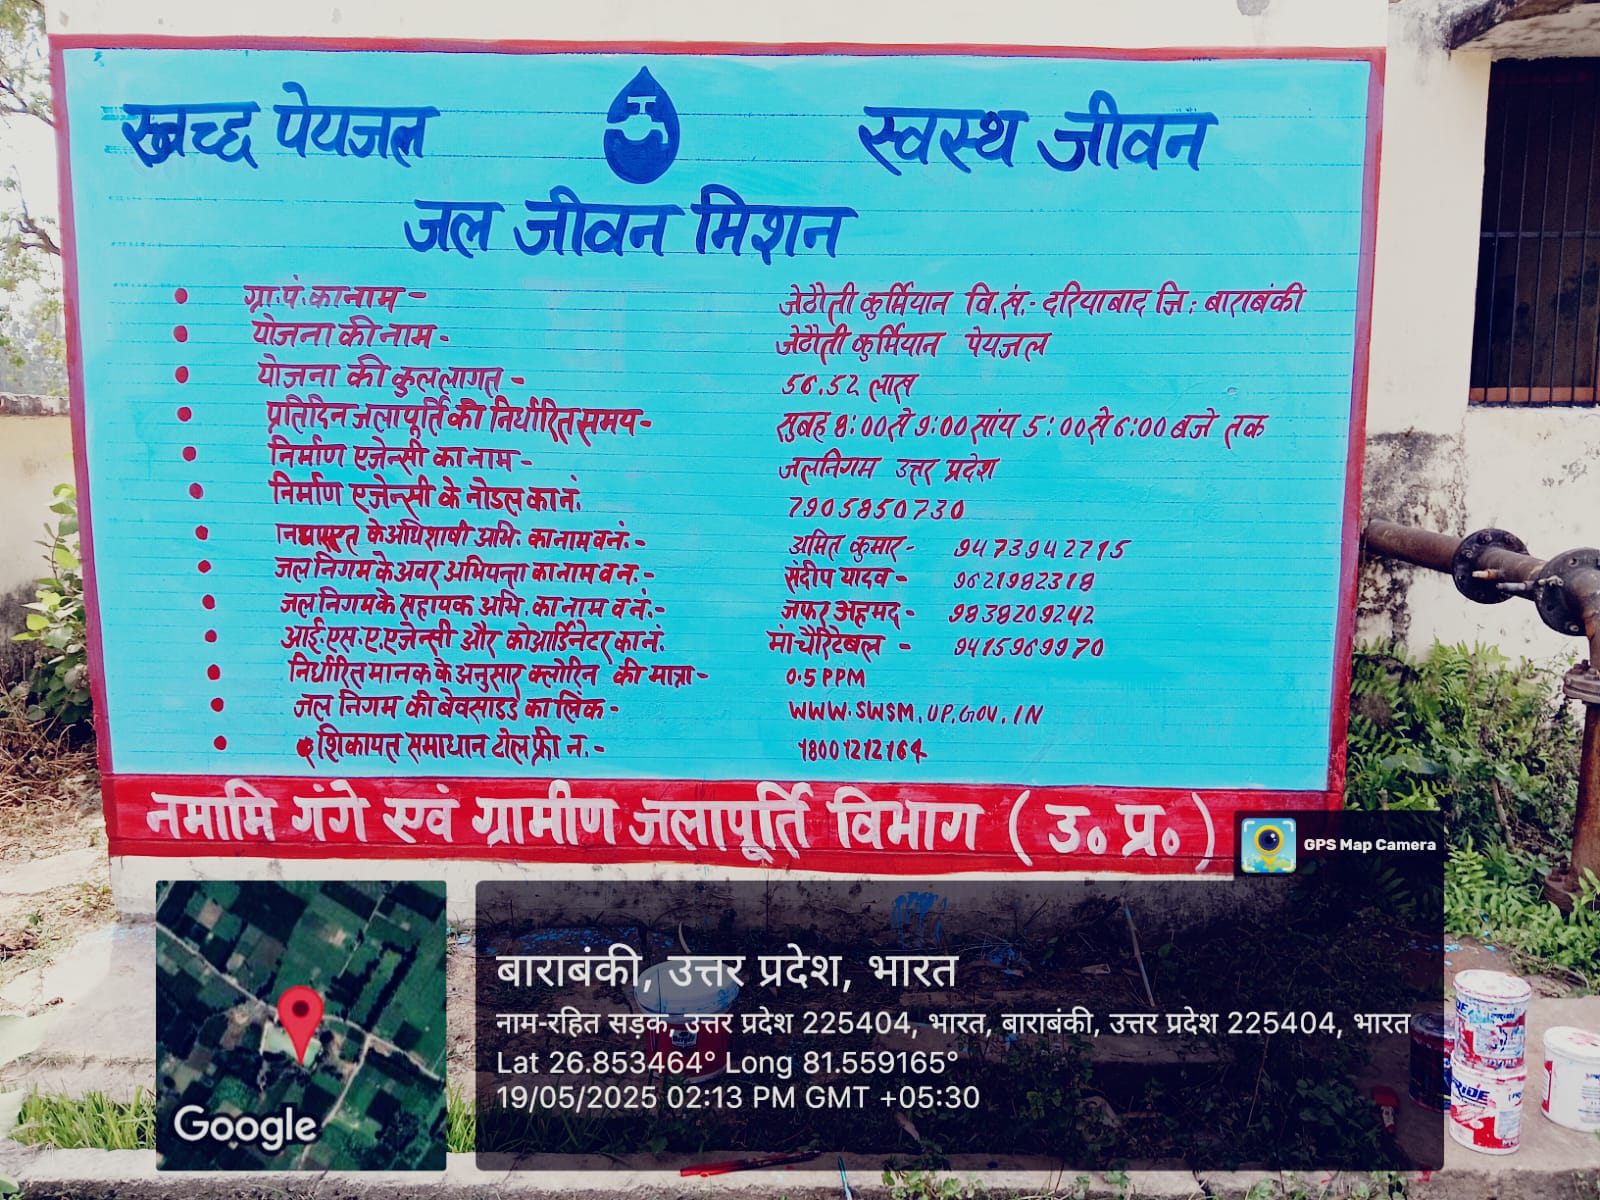 स्वच्छ पेयजल स्वस्थ जीवन
जल जीवन मिशन
ग्रा.पं. का नाम - जेठौती कुर्मियान वि.खं.- दरियाबाद जि: बाराबंकी
योजना की नाम - जेठौती कुर्मियान पेयजल
योजना की कुल लागत - 56.52 लाख
प्रतिदिन जलापूर्ति की निर्धारित समय - सुबह 8:00 से 9:00 सांय 5:00 से 6:00 बजे तक
निर्माण एजेन्सी का नाम - जलनिगम उत्तर प्रदेश
निर्माण एजेन्सी के नोडल का नं. 7905850730
के अधिशाषी अभि. का नाम व नं.- अमित कुमार - 9473942715
जल निगम के अवर अभियन्ता का नाम व न.- संदीप यादव - 9621982318
जल निगम के सहायक अभि. का नाम व नं.- जफर अहमद - 9838209242
आई.एस.ए. एजेन्सी और कोआर्डिनेटर का नं. मां चैरिटेबल - 9415969970
निर्धारित मानक के अनुसार क्लोरिन की मात्रा - 0.5 PPM
जल निगम की बेवसाइडे का लिंक - WWW.SWSM.UP.GOV.IN
शिकायत समाधान टोल फ्री न.- 18001212164
नमामि गंगे एवं ग्रामीण जलापूर्ति विभाग ( उ॰ प्र॰ )
GPS Map Camera
बाराबंकी, उत्तर प्रदेश, भारत
नाम-रहित सड़क, उत्तर प्रदेश 225404, भारत, बाराबंकी, उत्तर प्रदेश 225404, भारत
Lat 26.853464° Long 81.559165°
19/05/2025 02:13 PM GMT +05:30
Google